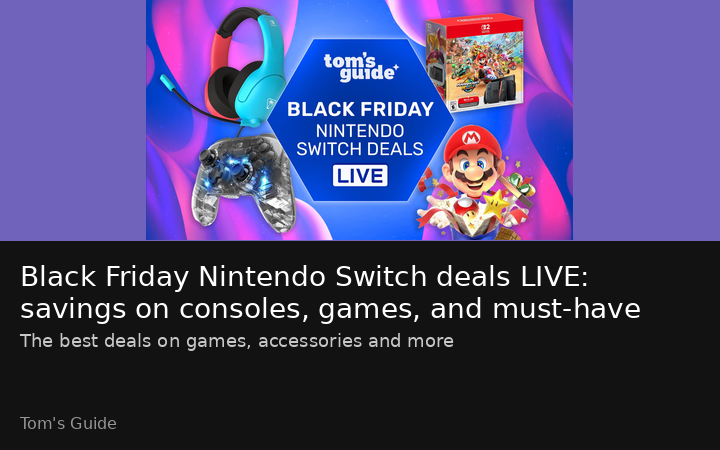 tom's
guide
BLACK FRIDAY
NINTENDO
SWITCH DEALS
LIVE
Black Friday Nintendo Switch deals LIVE:
savings on consoles, games, and must-have
The best deals on games, accessories and more
Tom's Guide